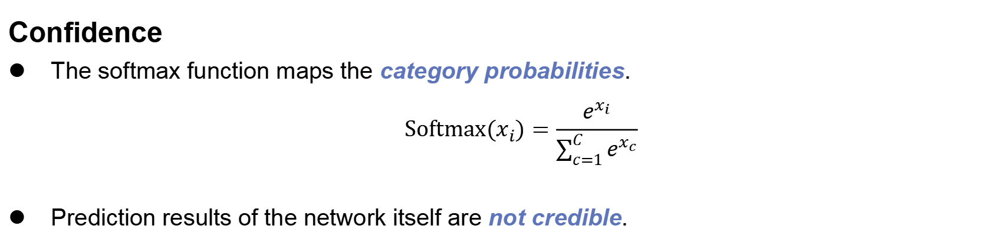 Confidence
● The softmax function maps the category probabilities.
Softmax(x_i) = \frac{e^{x_i}}{\sum_{c=1}^{C} e^{x_c}}
● Prediction results of the network itself are not credible.